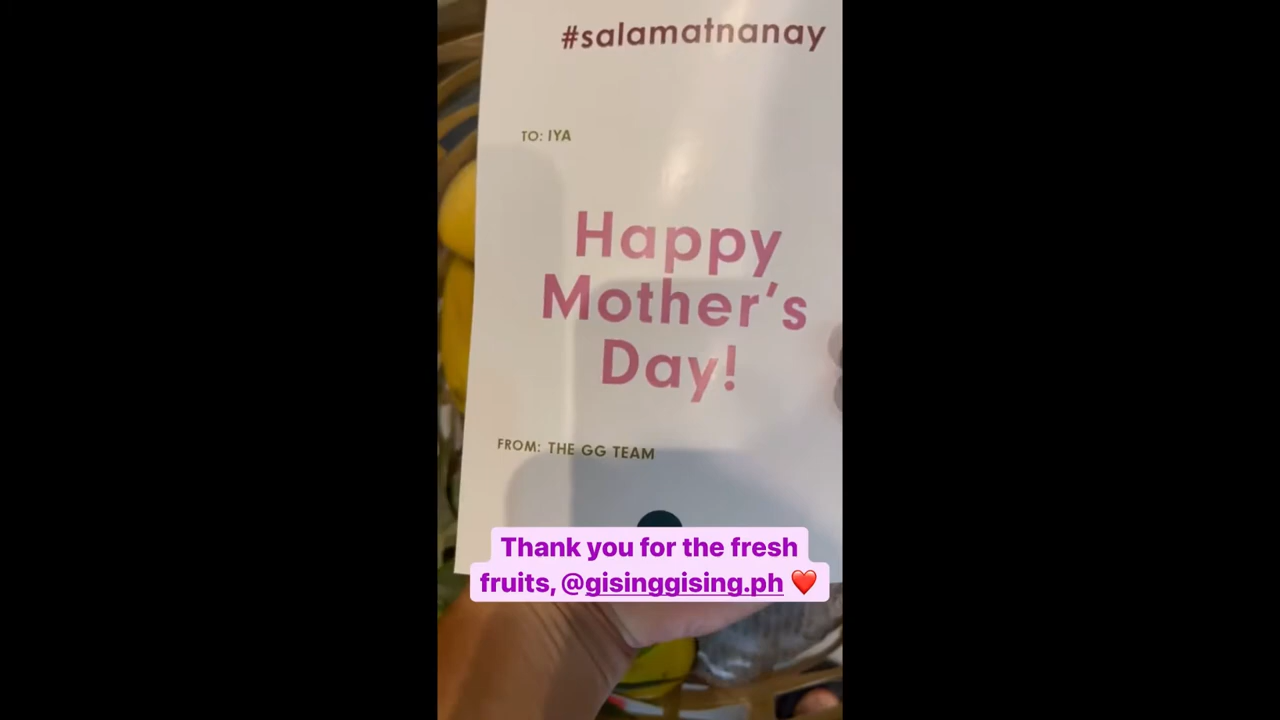 #salamatnanay
TO: IYA
Happy
Mother's
Day!
FROM: THE GG TEAM
Thank you for the fresh
fruits, @gisinggising.ph ❤️